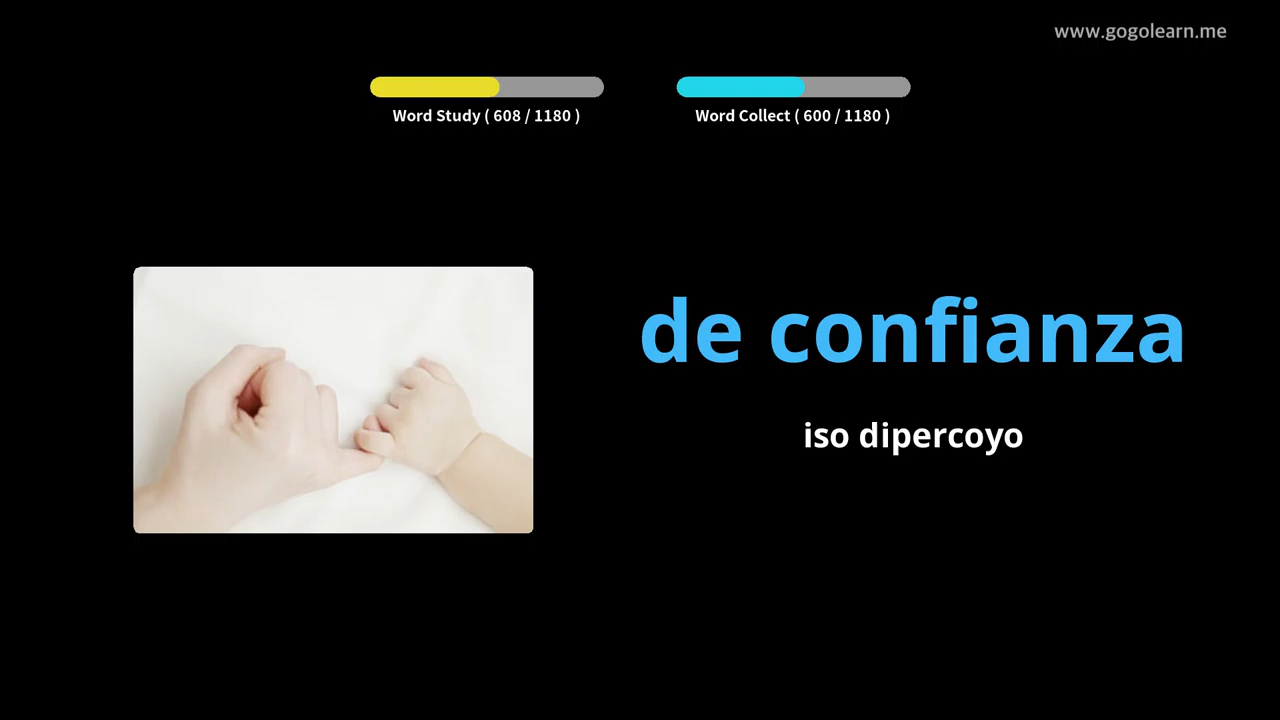 www.gogolearn.me
Word Study ( 608 / 1180 )
Word Collect ( 600 / 1180 )
de confianza
iso dipercoyo